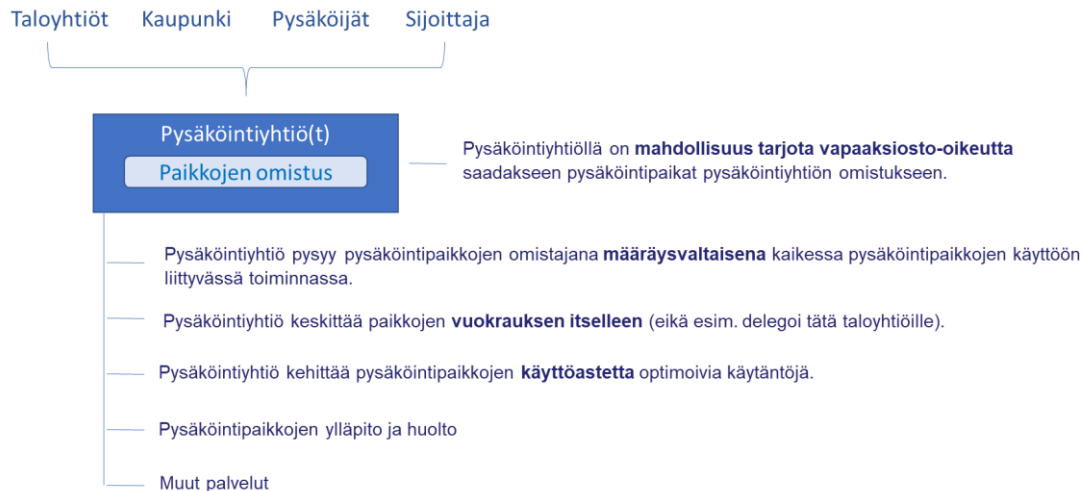 Taloyhtiöt Kaupunki Pysäköijät Sijoittaja
Pysäköintiyhtiö(t)
Paikkojen omistus
Pysäköintiyhtiöllä on mahdollisuus tarjota vapaaksiosto-oikeutta
saadakseen pysäköintipaikat pysäköintiyhtiön omistukseen.
Pysäköintiyhtiö pysyy pysäköintipaikkojen omistajana määräysvaltaisena kaikessa pysäköintipaikkojen käyttöön
liittyvässä toiminnassa.
Pysäköintiyhtiö keskittää paikkojen vuokrauksen itselleen (eikä esim. delegoi tätä taloyhtiöille).
Pysäköintiyhtiö kehittää pysäköintipaikkojen käyttöastetta optimoivia käytäntöjä.
Pysäköintipaikkojen ylläpito ja huolto
Muut palvelut